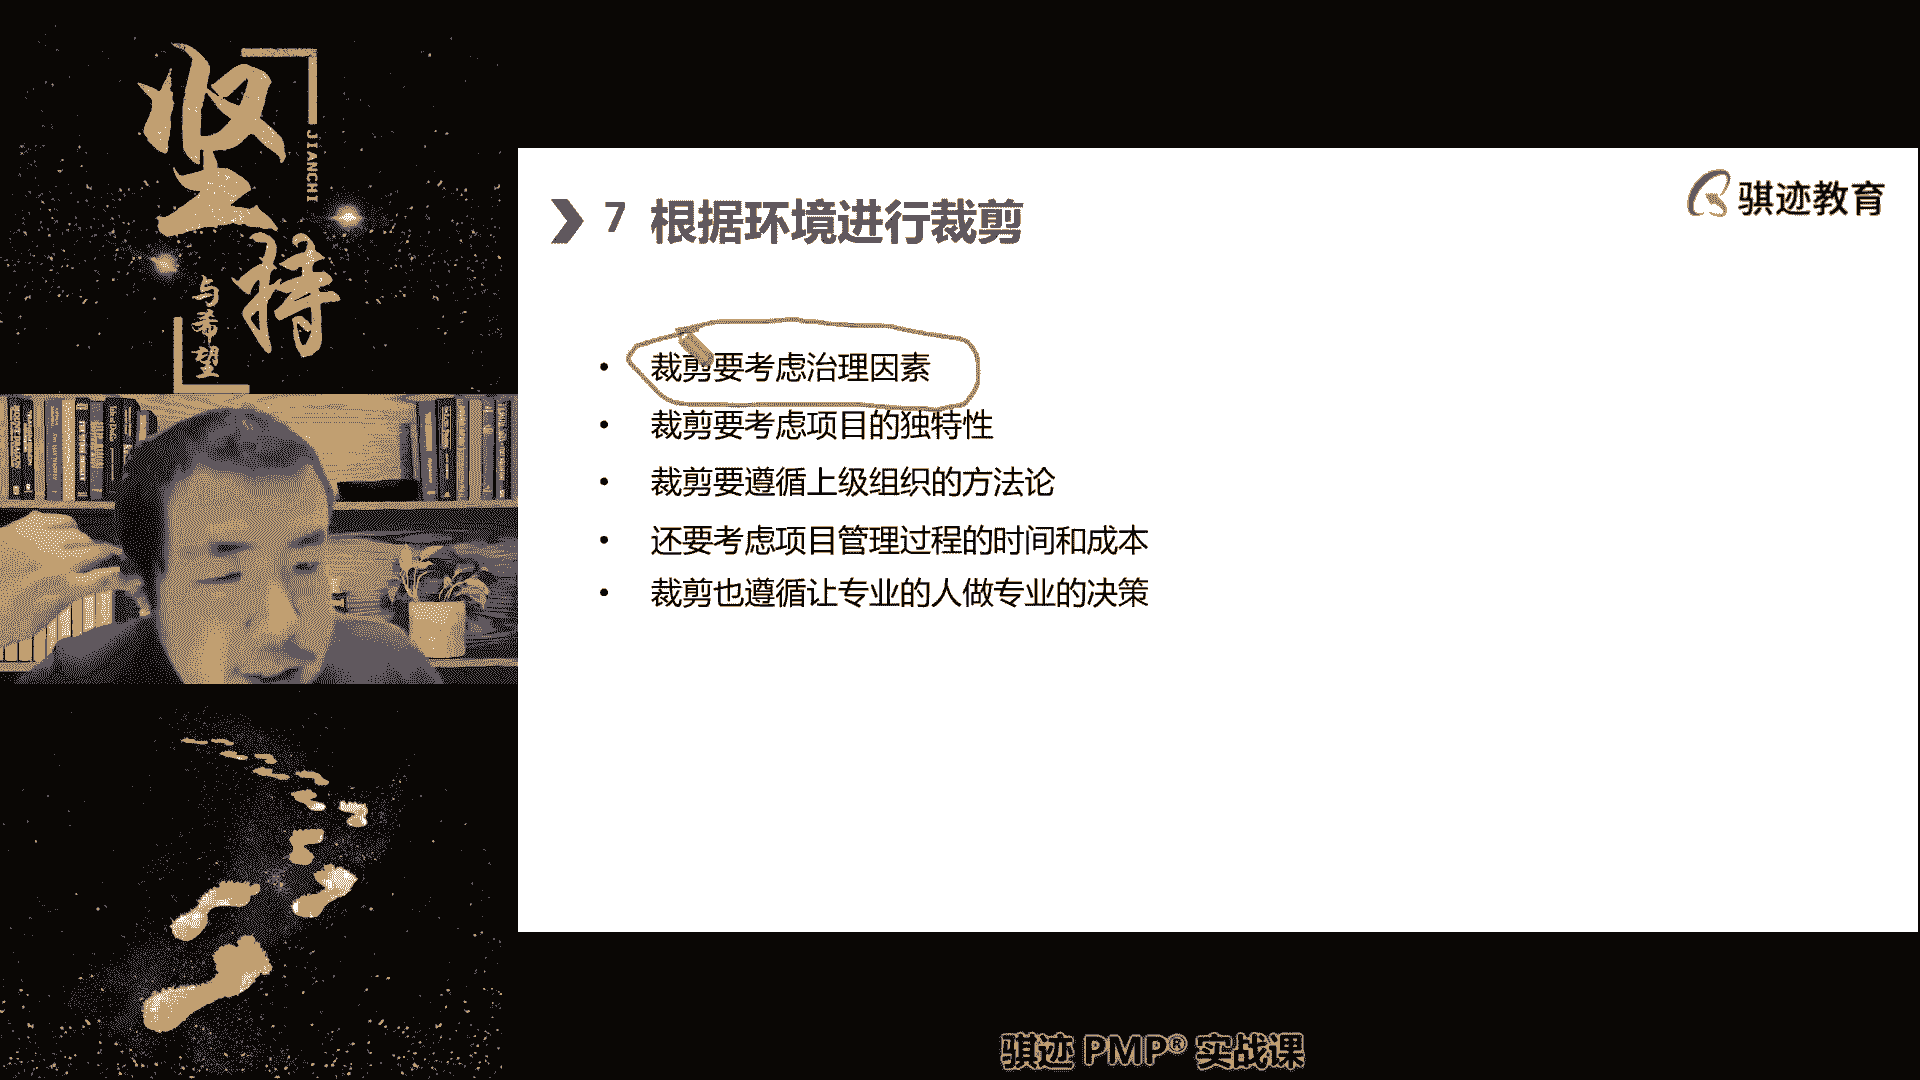 坚持
JIANCHI
与希望
骐迹教育
7 根据环境进行裁剪
• 裁剪要考虑治理因素
• 裁剪要考虑项目的独特性
• 裁剪要遵循上级组织的方法论
• 还要考虑项目管理过程的时间和成本
• 裁剪也遵循让专业的人做专业的决策
骐迹 PMP® 实战课